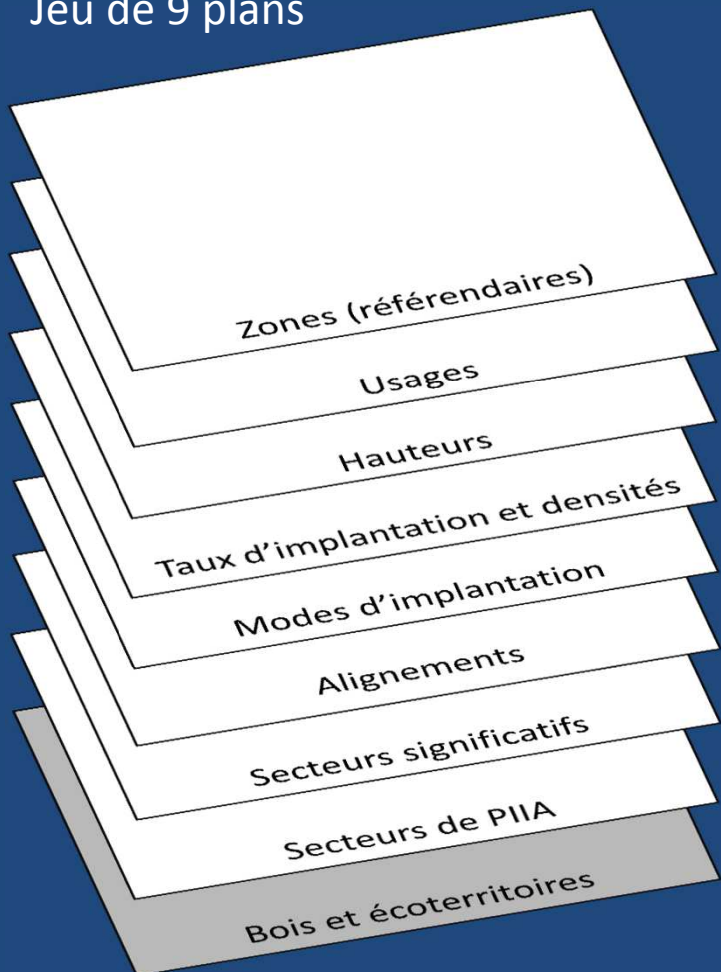 Jeu de 9 plans
Zones (référendaires)
Usages
Hauteurs
Taux d'implantation et densités
Modes d'implantation
Alignements
Secteurs significatifs
Secteurs de PIIA
Bois et écoterritoires